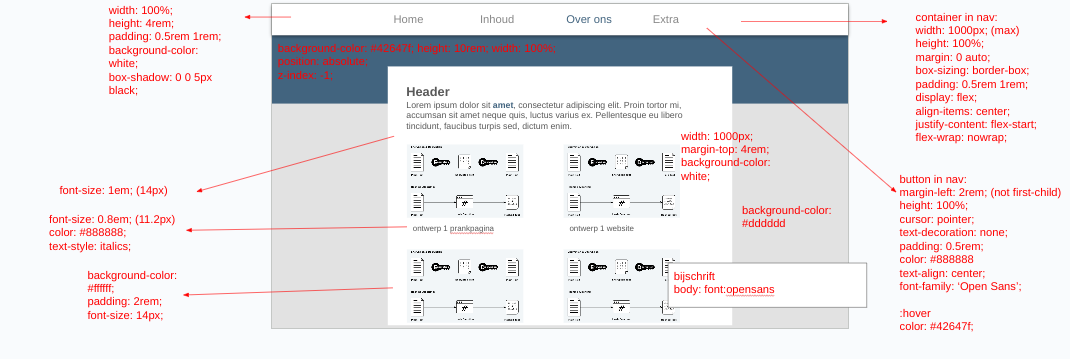 width: 100%;
height: 4rem;
padding: 0.5rem 1rem;
background-color:
white;
box-shadow: 0 0 5px
black;
Home
Inhoud
Over ons
Extra
container in nav:
width: 1000px; (max)
height: 100%;
margin: 0 auto;
box-sizing: border-box;
padding: 0.5rem 1rem;
display: flex;
align-items: center;
justify-content: flex-start;
flex-wrap: nowrap;
background-color: #42647f; height: 10rem; width: 100%;
position: absolute;
z-index: -1;
Header
Lorem ipsum dolor sit amet, consectetur adipiscing elit. Proin tortor mi,
accumsan sit amet neque quis, luctus varius ex. Pellentesque eu libero
tincidunt, faucibus turpis sed, dictum enim.
width: 1000px;
margin-top: 4rem;
background-color:
white;
font-size: 1em; (14px)
button in nav:
margin-left: 2rem; (not first-child)
height: 100%;
cursor: pointer;
text-decoration: none;
padding: 0.5rem;
color: #888888
text-align: center;
font-family: ‘Open Sans’;
:hover
color: #42647f;
background-color:
#dddddd
font-size: 0.8em; (11.2px)
color: #888888;
text-style: italics;
ontwerp 1 prankpagina
ontwerp 1 website
background-color:
#ffffff;
padding: 2rem;
font-size: 14px;
bijschrift
body: font:opensans